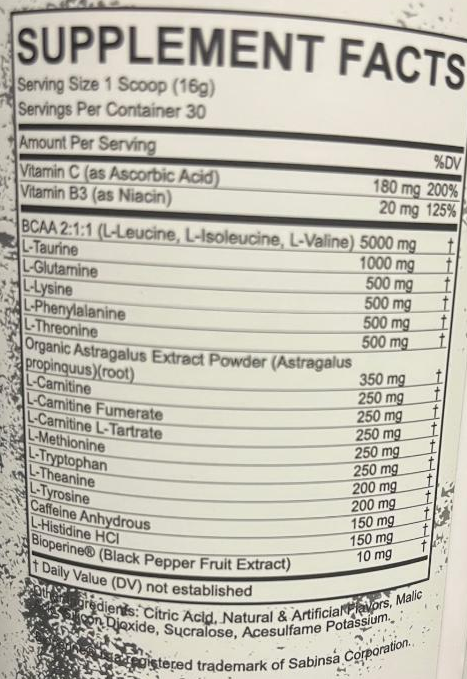 SUPPLEMENT FACTS
Serving Size 1 Scoop (16g)
Servings Per Container 30
Amount Per Serving
%DV
Vitamin C (as Ascorbic Acid) 180 mg 200%
Vitamin B3 (as Niacin) 20 mg 125%
BCAA 2:1:1 (L-Leucine, L-Isoleucine, L-Valine) 5000 mg †
L-Taurine 1000 mg †
L-Glutamine 500 mg †
L-Lysine 500 mg †
L-Phenylalanine 500 mg †
L-Threonine 500 mg †
Organic Astragalus Extract Powder (Astragalus
propinquus)(root) 350 mg †
L-Carnitine 250 mg †
L-Carnitine Fumarate 250 mg †
L-Carnitine L-Tartrate 250 mg †
L-Methionine 250 mg †
L-Tryptophan 250 mg †
L-Theanine 200 mg †
L-Tyrosine 200 mg †
Caffeine Anhydrous 150 mg †
L-Histidine HCl 150 mg †
Bioperine® (Black Pepper Fruit Extract) 10 mg †
† Daily Value (DV) not established
Other Ingredients: Citric Acid, Natural & Artificial Flavors, Malic
Silicon Dioxide, Sucralose, Acesulfame Potassium.
registered trademark of Sabinsa Corporation.